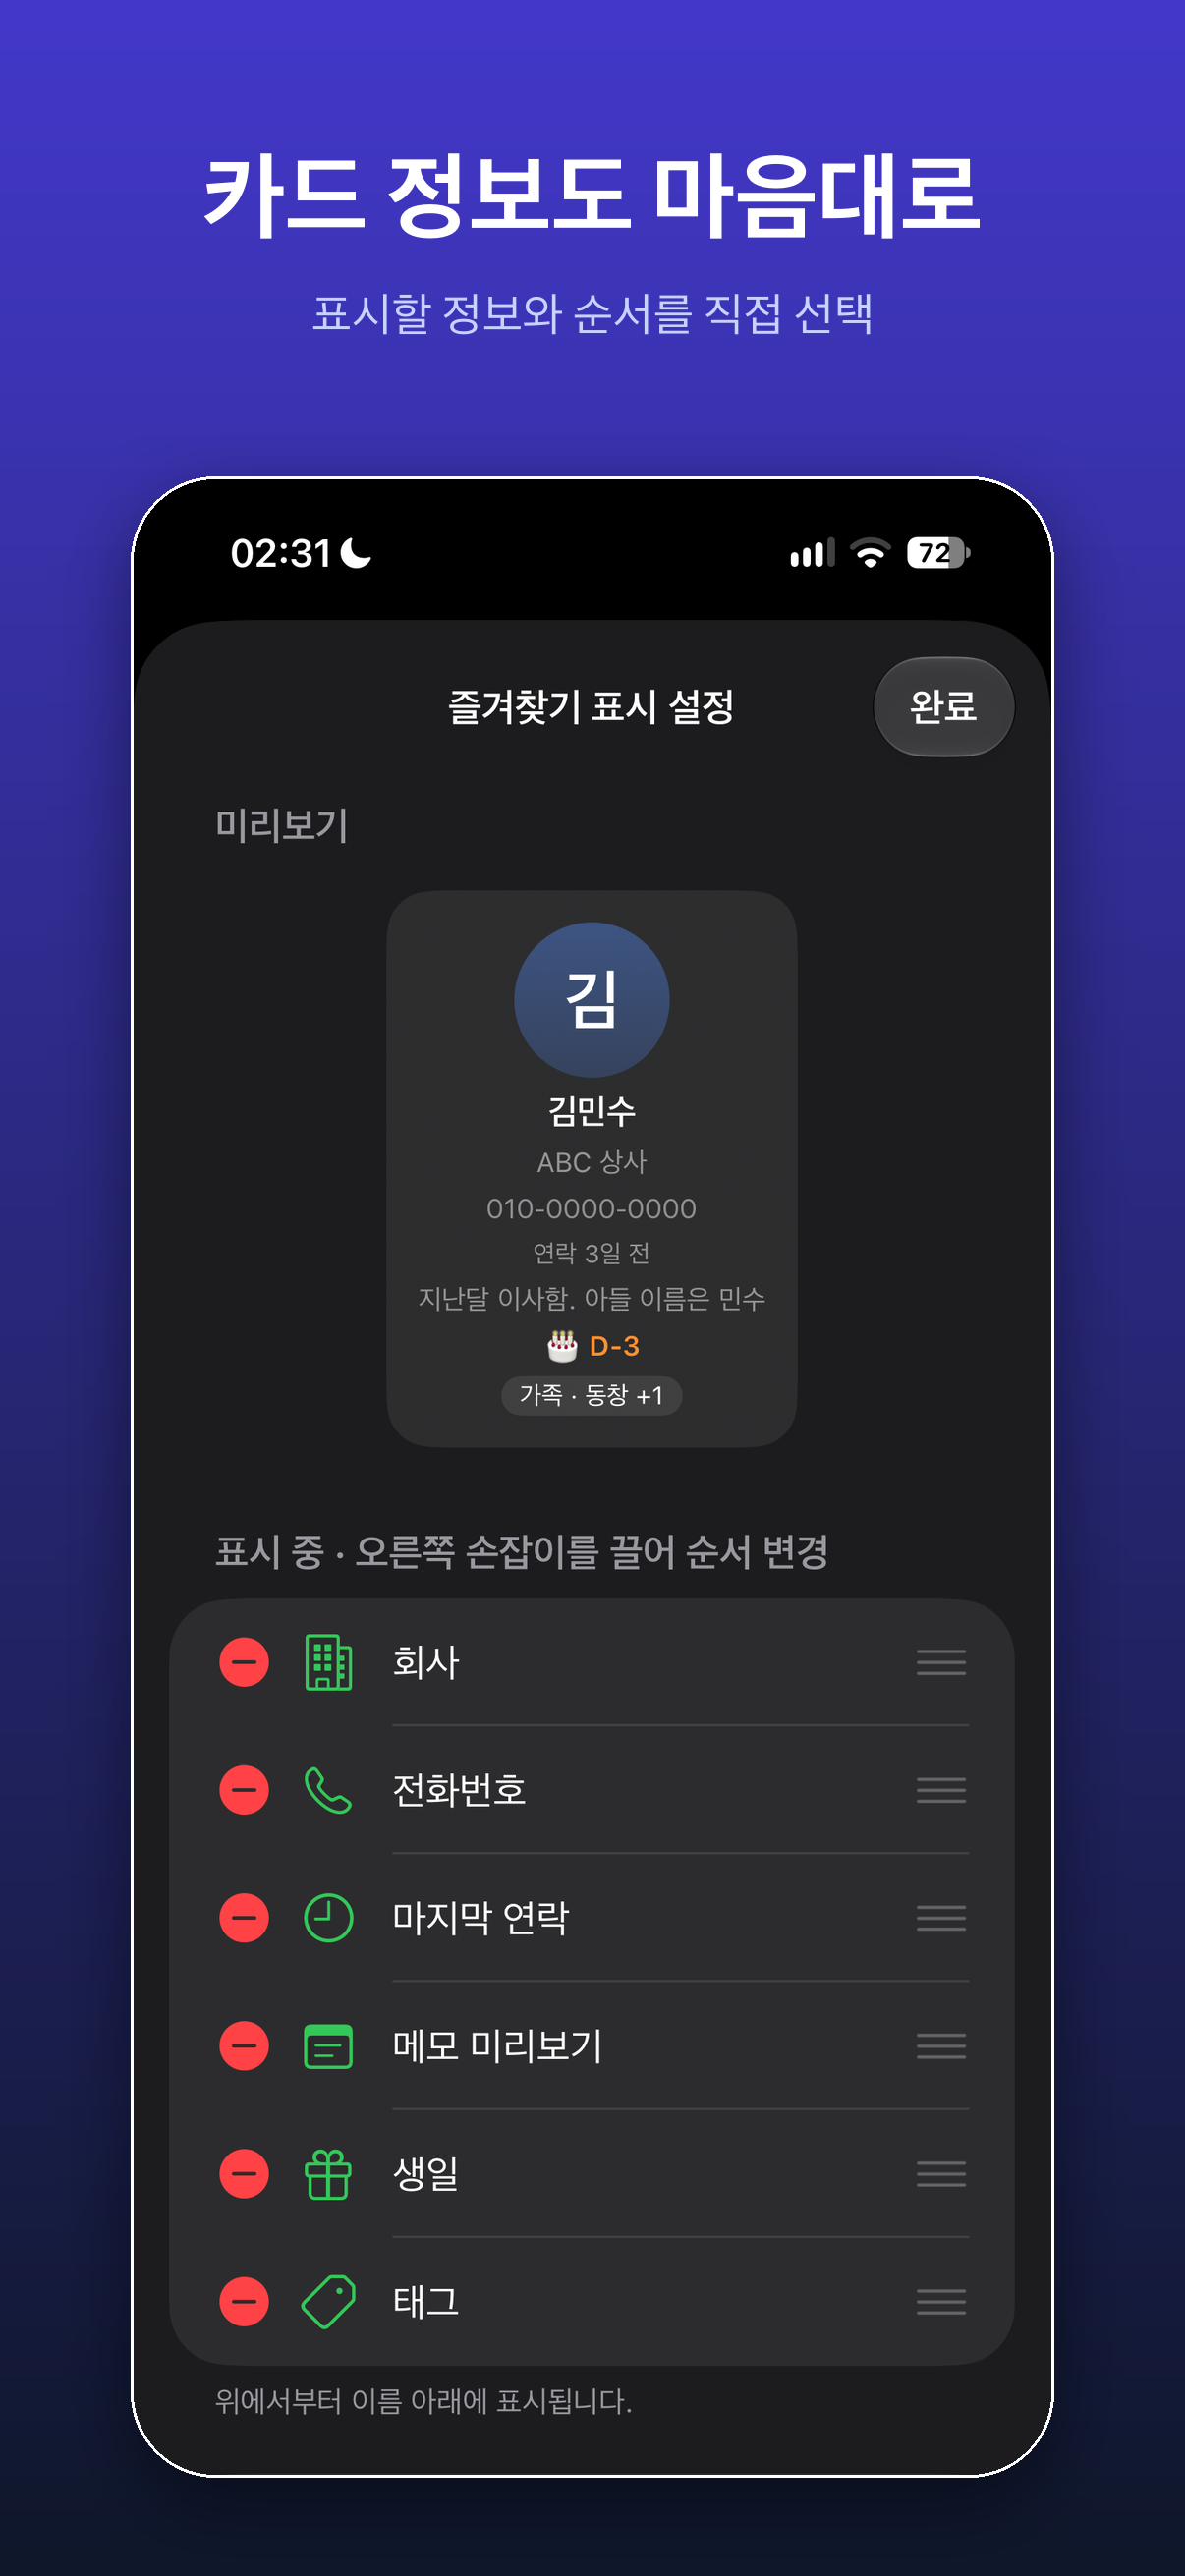 카드 정보도 마음대로
표시할 정보와 순서를 직접 선택
02:31
72
즐겨찾기 표시 설정
완료
미리보기
김
김민수
ABC 상사
010-0000-0000
연락 3일 전
지난달 이사함. 아들 이름은 민수
🎂 D-3
가족 · 동창 +1
표시 중 · 오른쪽 손잡이를 끌어 순서 변경
회사
전화번호
마지막 연락
메모 미리보기
생일
태그
위에서부터 이름 아래에 표시됩니다.